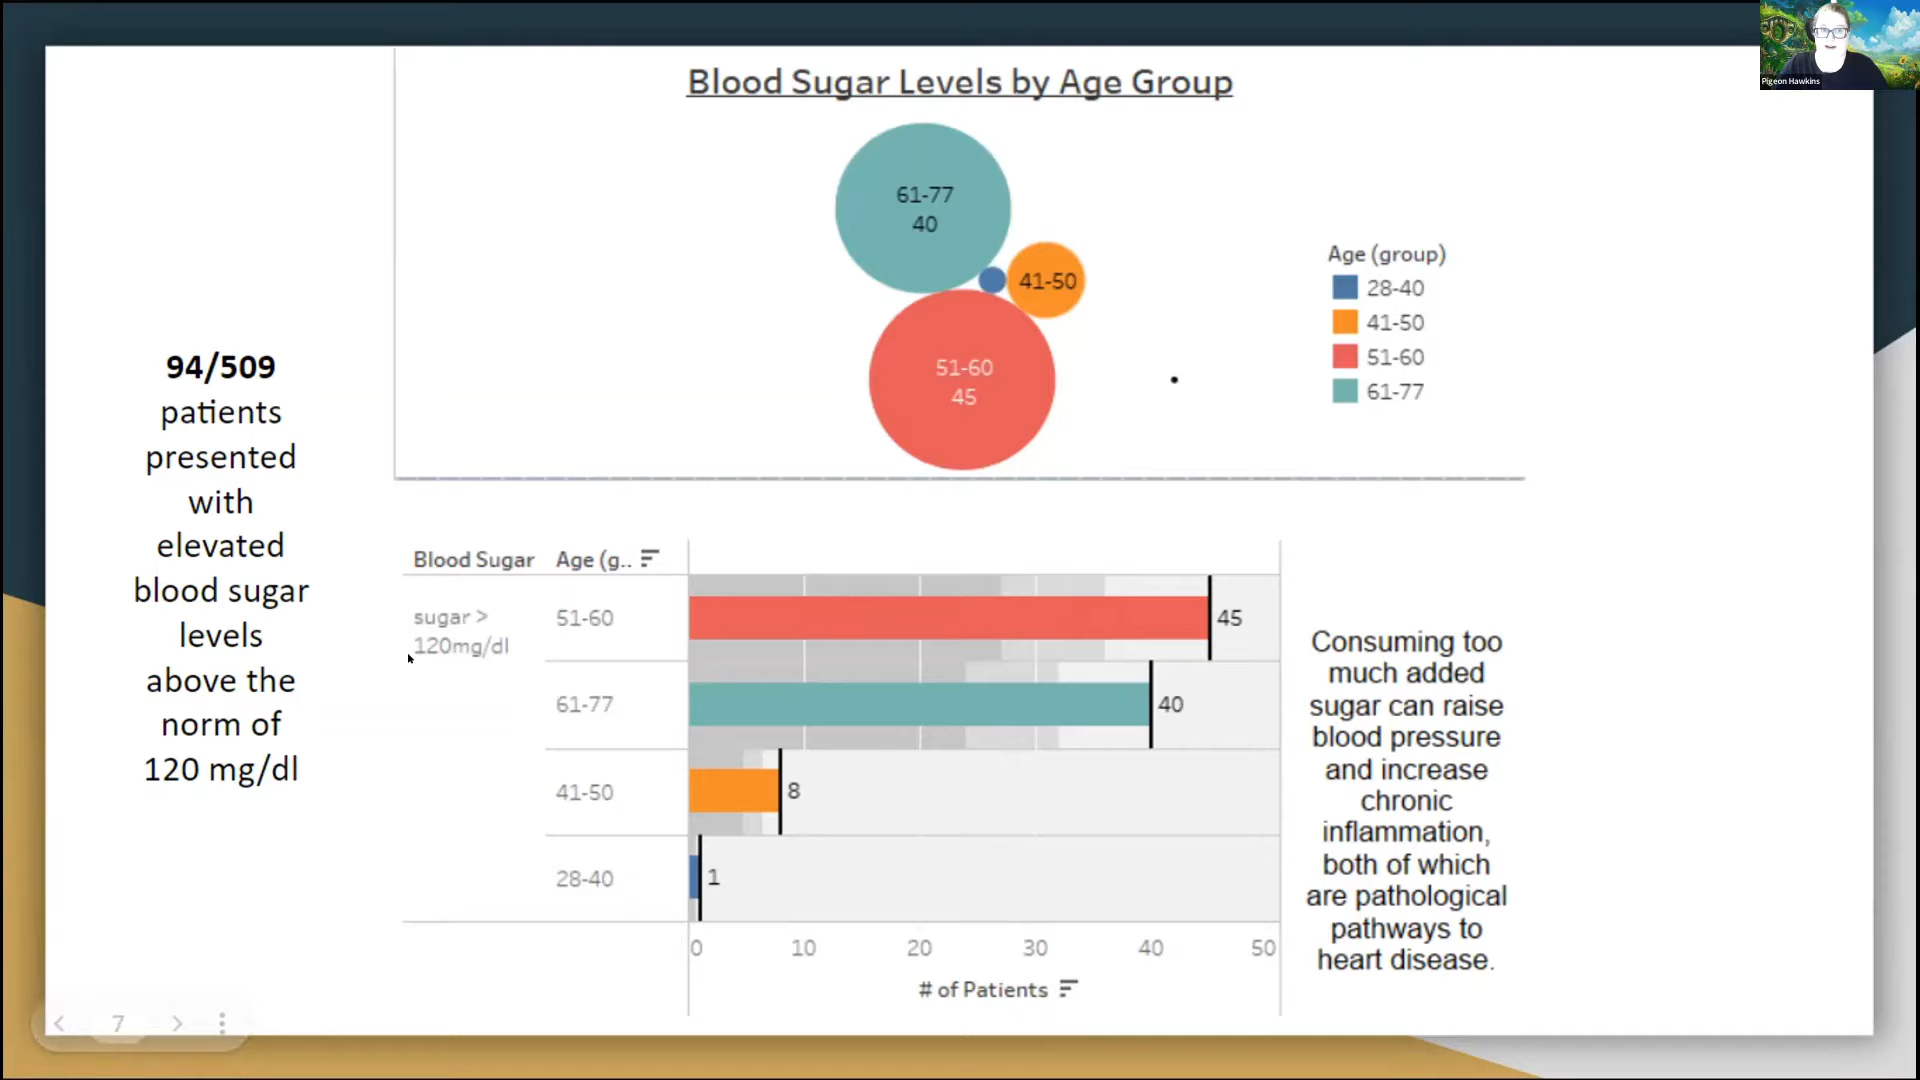 Pigeon Hawkins
Blood Sugar Levels by Age Group
61-77
40
41-50
51-60
45
Age (group)
28-40
41-50
51-60
61-77
94/509
patients
presented
with
elevated
blood sugar
levels
above the
norm of
120 mg/dl
Blood Sugar Age (g..
sugar >
120mg/dl
51-60 45
61-77 40
41-50 8
28-40 1
0 10 20 30 40 50
# of Patients
Consuming too
much added
sugar can raise
blood pressure
and increase
chronic
inflammation,
both of which
are pathological
pathways to
heart disease.
7